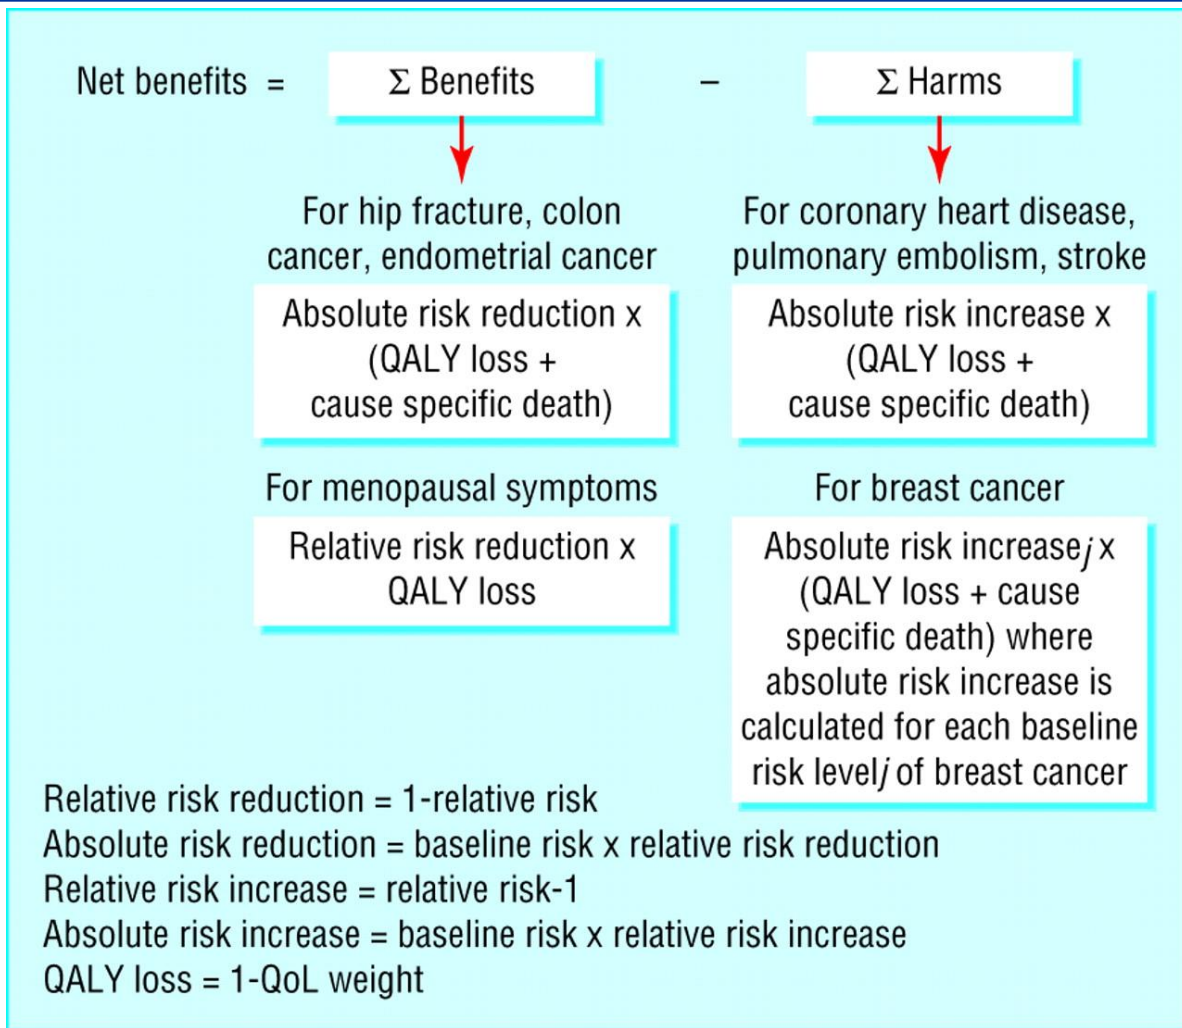 Net benefits = Σ Benefits – Σ Harms
For hip fracture, colon
cancer, endometrial cancer
Absolute risk reduction x
(QALY loss +
cause specific death)
For menopausal symptoms
Relative risk reduction x
QALY loss
For coronary heart disease,
pulmonary embolism, stroke
Absolute risk increase x
(QALY loss +
cause specific death)
For breast cancer
Absolute risk increasej x
(QALY loss + cause
specific death) where
absolute risk increase is
calculated for each baseline
risk levelj of breast cancer
Relative risk reduction = 1-relative risk
Absolute risk reduction = baseline risk x relative risk reduction
Relative risk increase = relative risk-1
Absolute risk increase = baseline risk x relative risk increase
QALY loss = 1-QoL weight